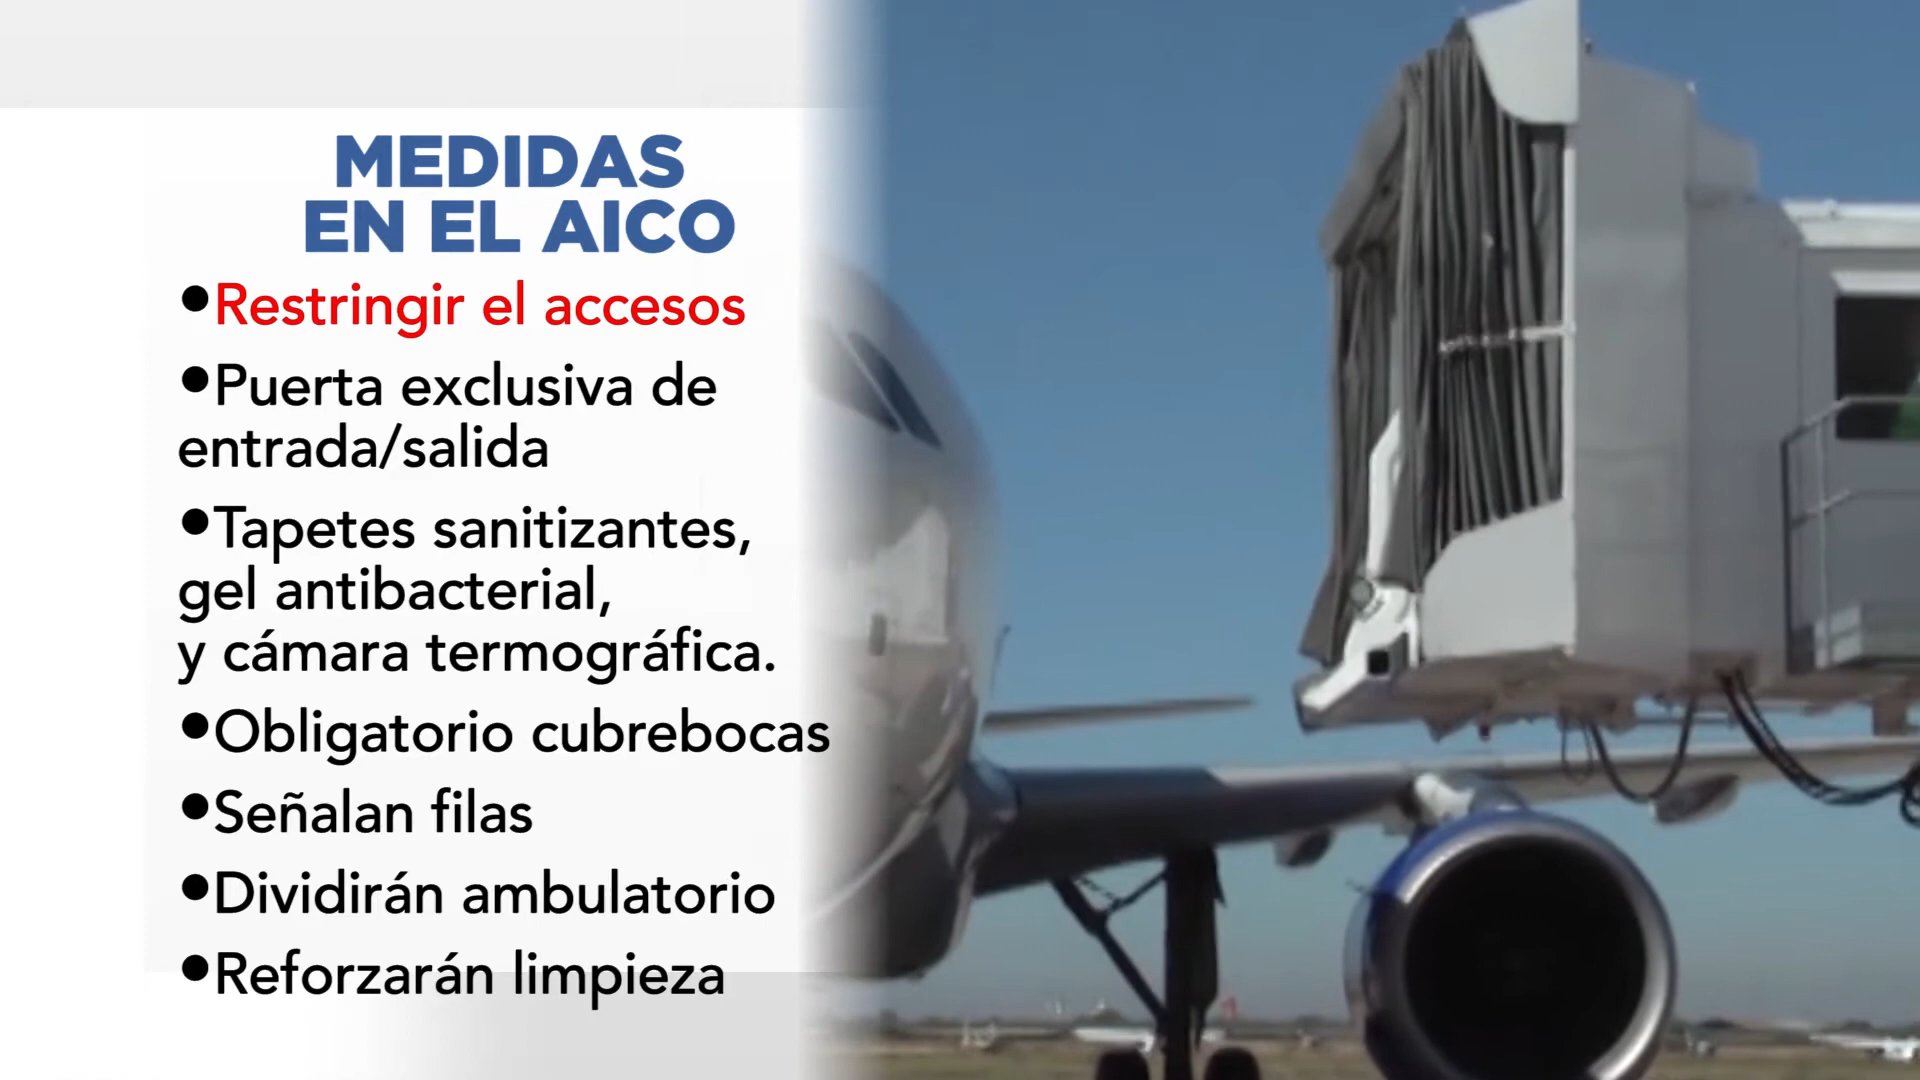 MEDIDAS
EN EL AICO
•Restringir el accesos
•Puerta exclusiva de
entrada/salida
•Tapetes sanitizantes,
gel antibacterial,
y cámara termográfica.
•Obligatorio cubrebocas
•Señalan filas
•Dividirán ambulatorio
•Reforzarán limpieza